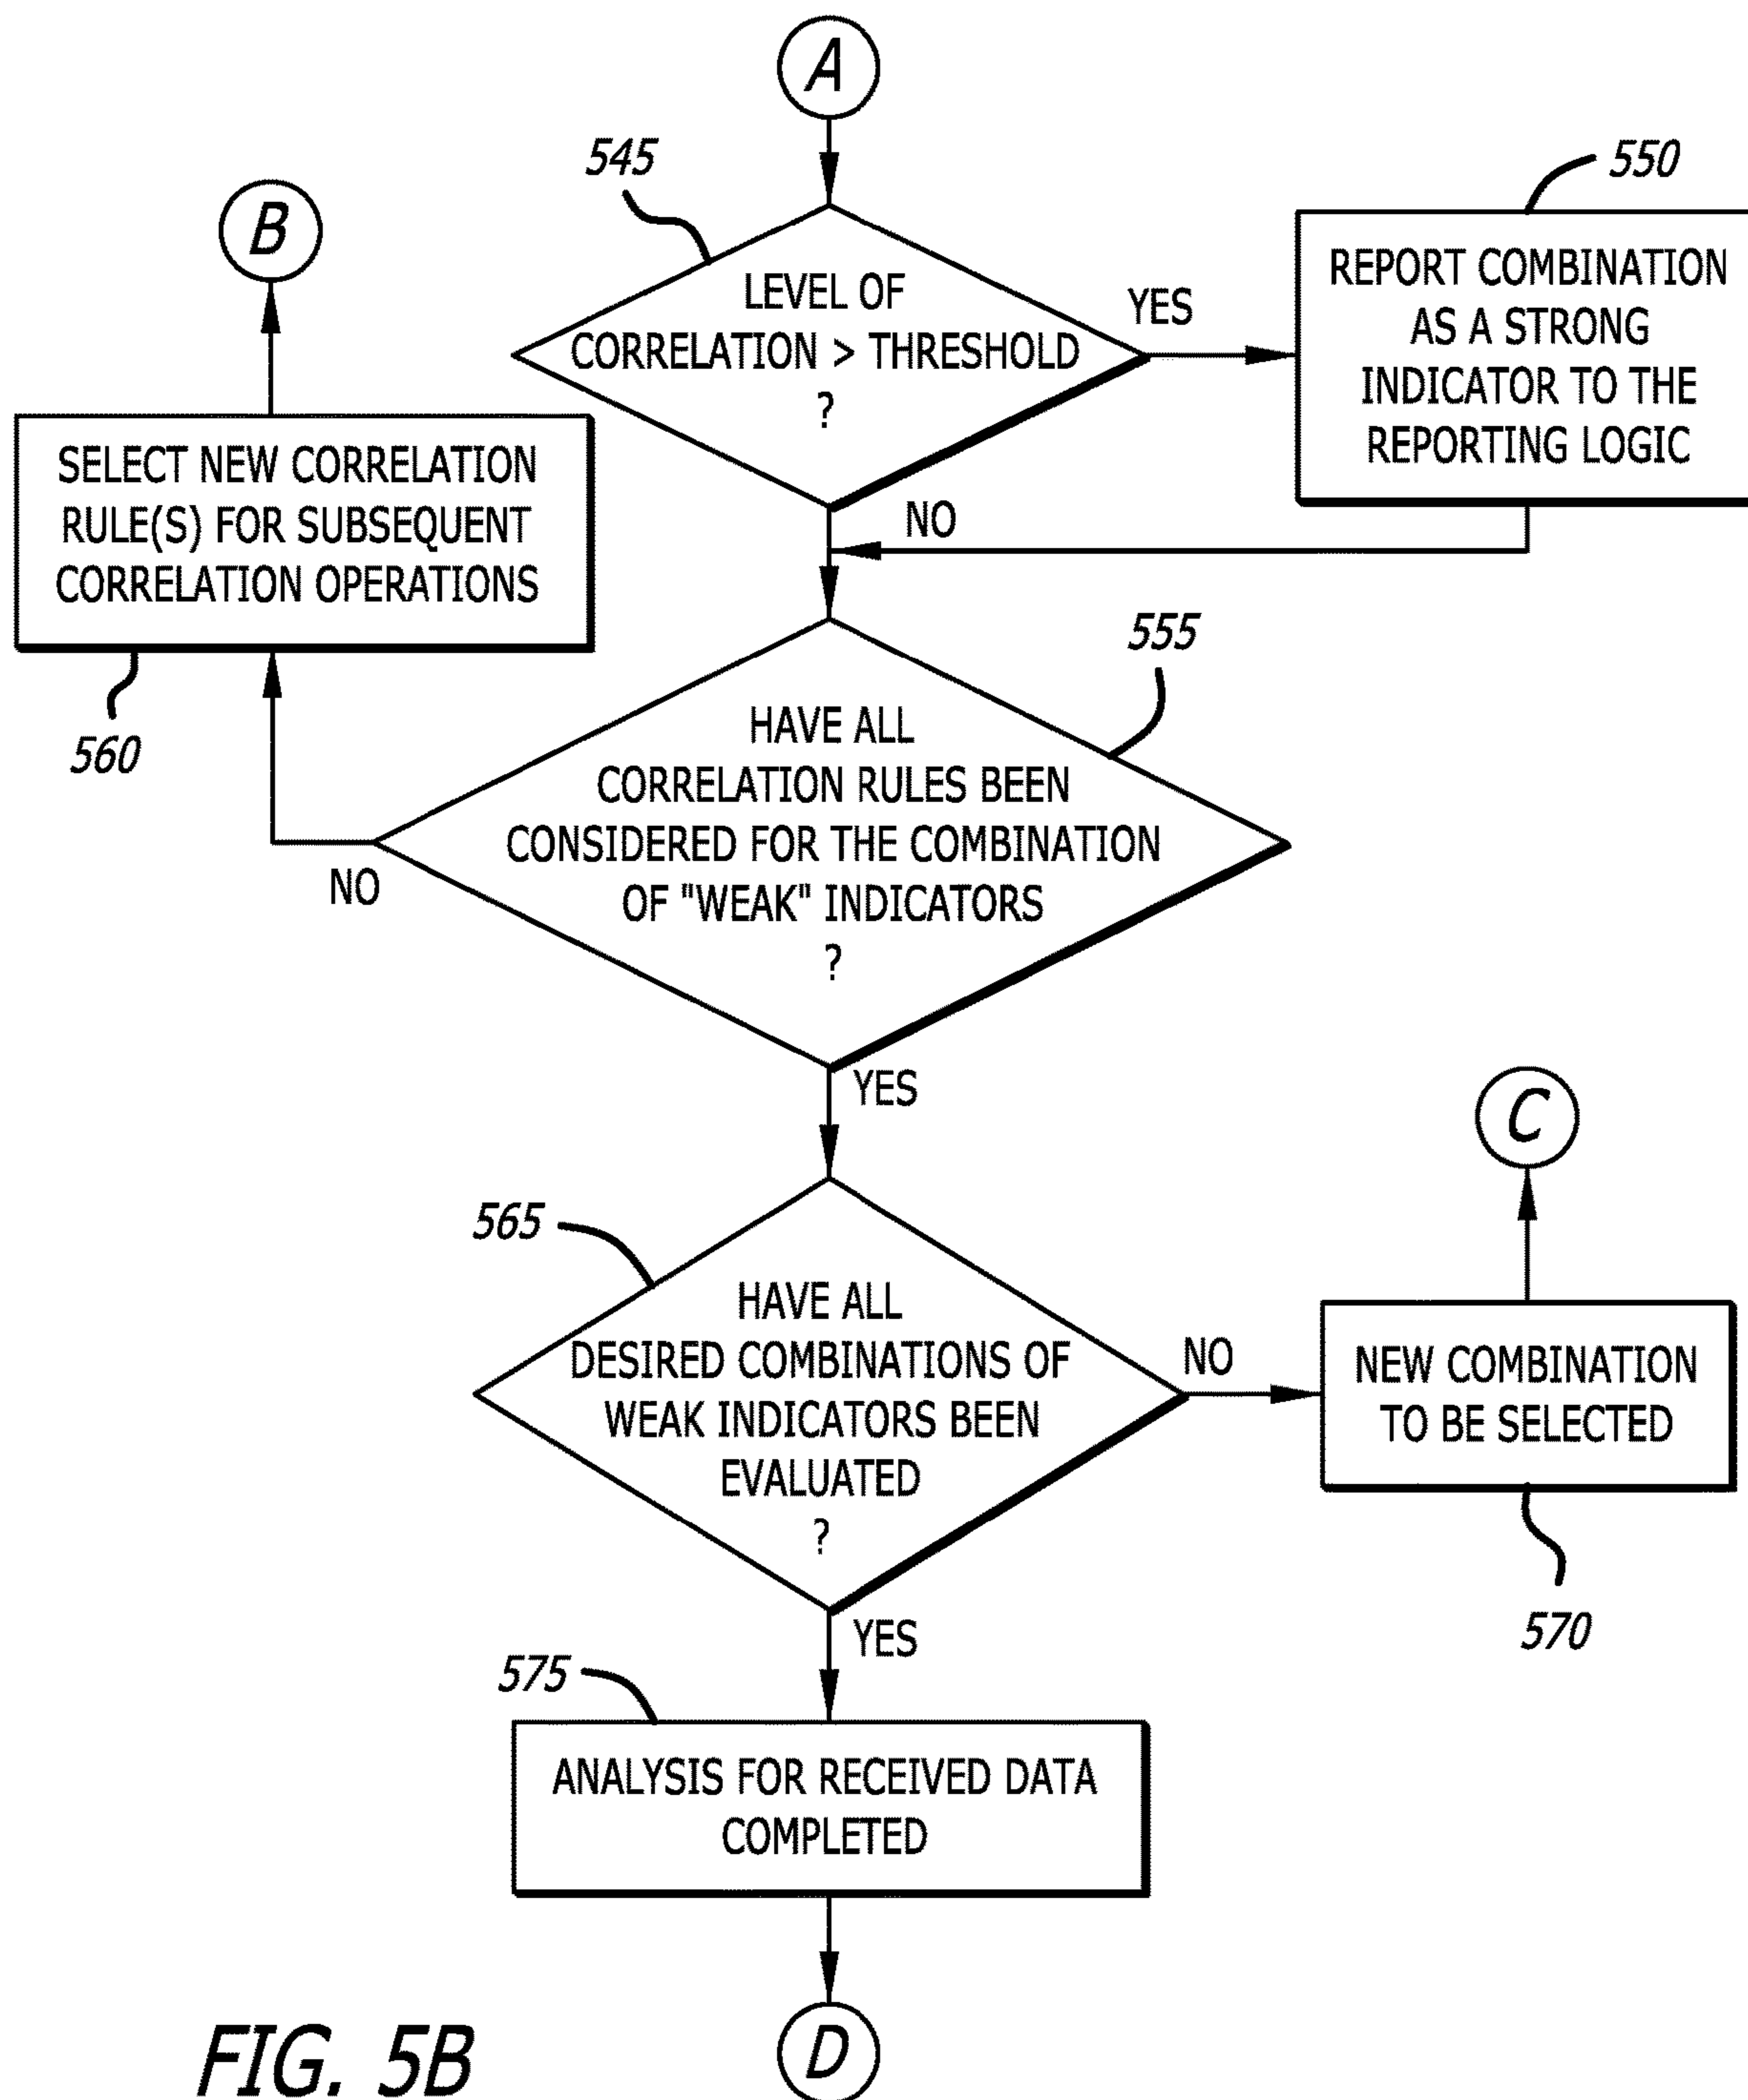 A
545
LEVEL OF
CORRELATION > THRESHOLD
?
YES
NO
550
REPORT COMBINATION
AS A STRONG
INDICATOR TO THE
REPORTING LOGIC
B
SELECT NEW CORRELATION
RULE(S) FOR SUBSEQUENT
CORRELATION OPERATIONS
560
555
HAVE ALL
CORRELATION RULES BEEN
CONSIDERED FOR THE COMBINATION
OF "WEAK" INDICATORS
?
NO
YES
565
HAVE ALL
DESIRED COMBINATIONS OF
WEAK INDICATORS BEEN
EVALUATED
?
NO
YES
C
NEW COMBINATION
TO BE SELECTED
570
575
ANALYSIS FOR RECEIVED DATA
COMPLETED
D
FIG. 5B